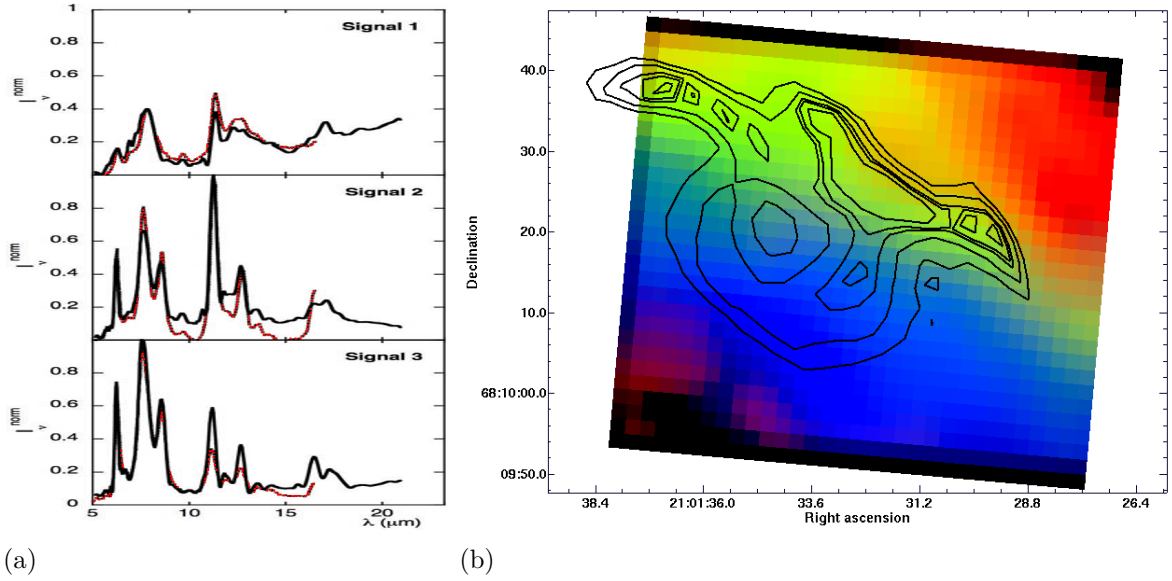 1
0.8
0.6
0.4
0.2
Signal 1
I norm ν
0.8
0.6
0.4
0.2
Signal 2
I norm ν
0.8
0.6
0.4
0.2
0
Signal 3
I norm ν
5
10
15
20
λ (μm)
(a)
40.0
30.0
20.0
10.0
68:10:00.0
09:50.0
Declination
38.4
21:01:36.0
33.6
31.2
28.8
26.4
Right ascension
(b)